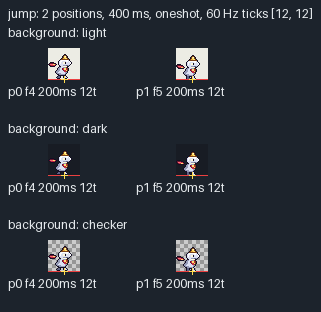 jump: 2 positions, 400 ms, oneshot, 60 Hz ticks [12, 12]
background: light
p0 f4 200ms 12t
p1 f5 200ms 12t
background: dark
p0 f4 200ms 12t
p1 f5 200ms 12t
background: checker
p0 f4 200ms 12t
p1 f5 200ms 12t